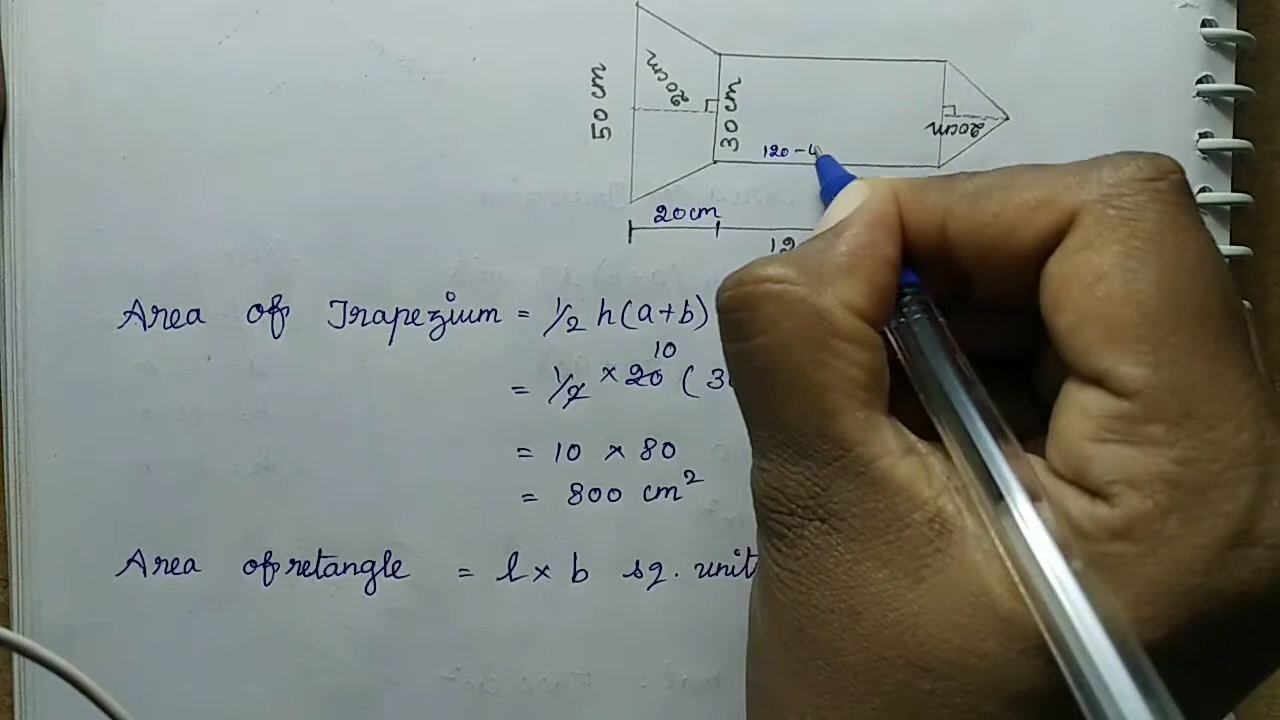 50 cm
20cm
30 cm
20cm
120-4
20cm
12
Area of Trapezium = 1/2 h(a+b)
10
= 1/2 × 20 ( 3
= 10 × 80
= 800 cm²
Area of retangle = l × b sq. unit